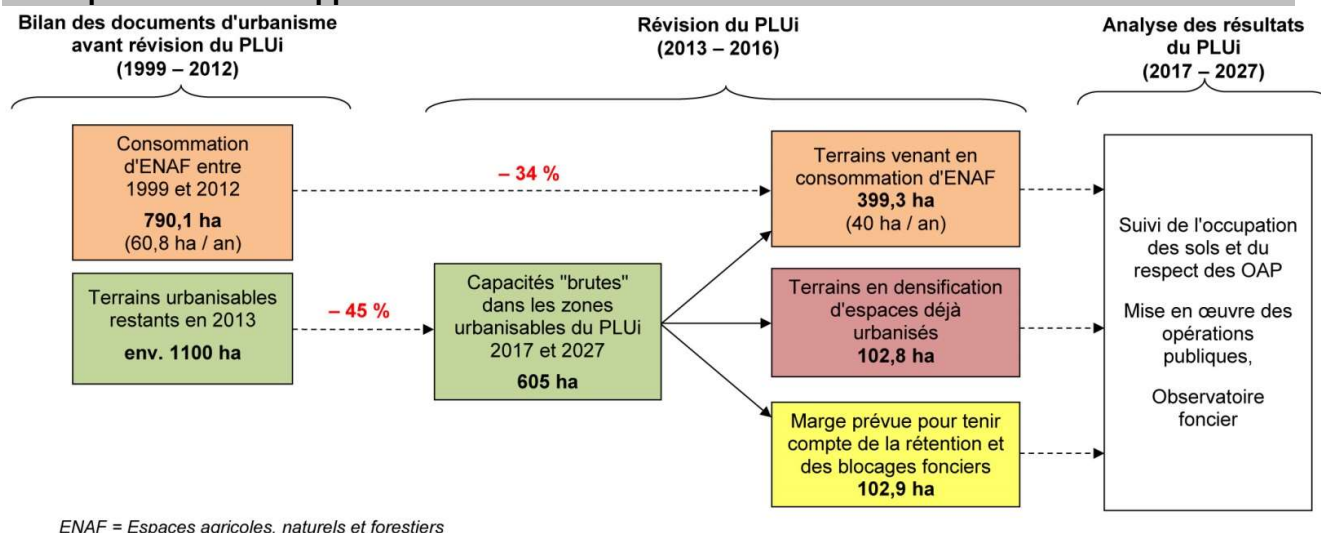 Bilan des documents d'urbanisme
avant révision du PLUi
(1999 – 2012)
Révision du PLUi
(2013 – 2016)
Analyse des résultats
du PLUi
(2017 – 2027)
Consommation
d'ENAF entre
1999 et 2012
790,1 ha
(60,8 ha / an)
– 34 %
Terrains venant en
consommation d'ENAF
399,3 ha
(40 ha / an)
Terrains urbanisables
restants en 2013
env. 1100 ha
– 45 %
Capacités "brutes"
dans les zones
urbanisables du PLUi
2017 et 2027
605 ha
Terrains en densification
d'espaces déjà
urbanisés
102,8 ha
Marge prévue pour tenir
compte de la rétention et
des blocages fonciers
102,9 ha
Suivi de l'occupation
des sols et du
respect des OAP
Mise en œuvre des
opérations
publiques,
Observatoire
foncier
ENAF = Espaces agricoles, naturels et forestiers